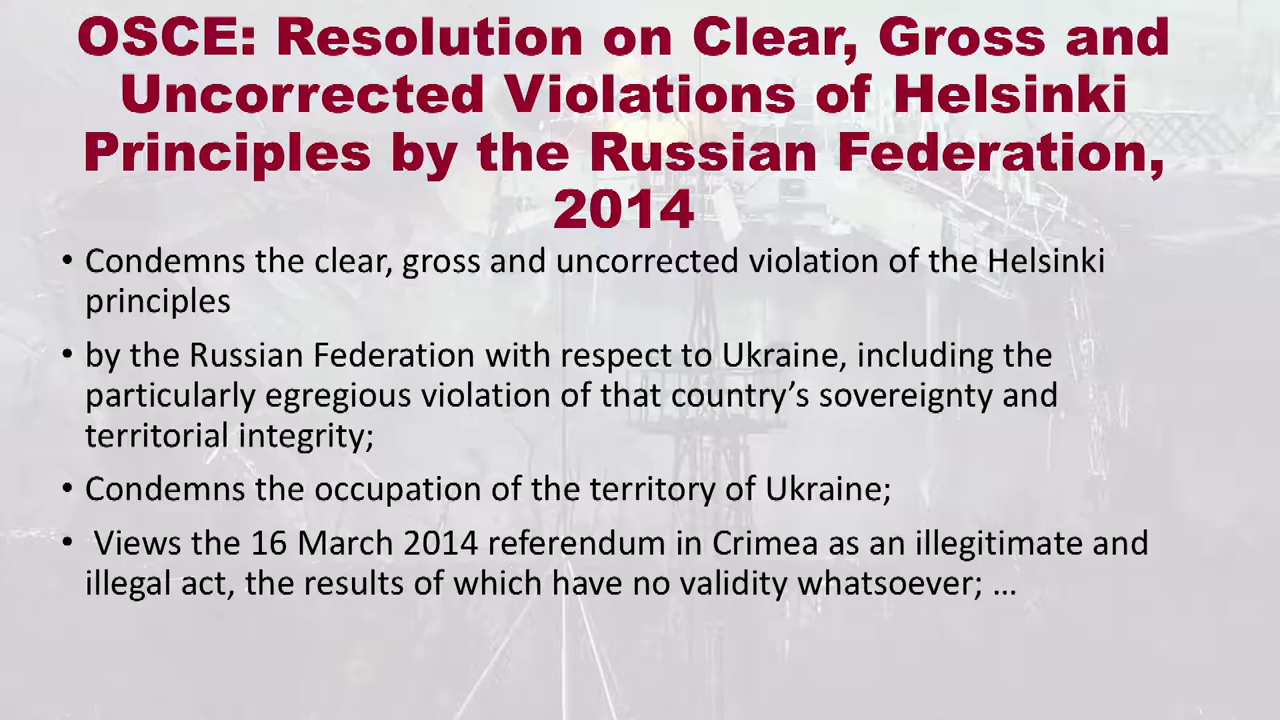 OSCE: Resolution on Clear, Gross and
Uncorrected Violations of Helsinki
Principles by the Russian Federation,
2014
• Condemns the clear, gross and uncorrected violation of the Helsinki
principles
• by the Russian Federation with respect to Ukraine, including the
particularly egregious violation of that country’s sovereignty and
territorial integrity;
• Condemns the occupation of the territory of Ukraine;
• Views the 16 March 2014 referendum in Crimea as an illegitimate and
illegal act, the results of which have no validity whatsoever; …